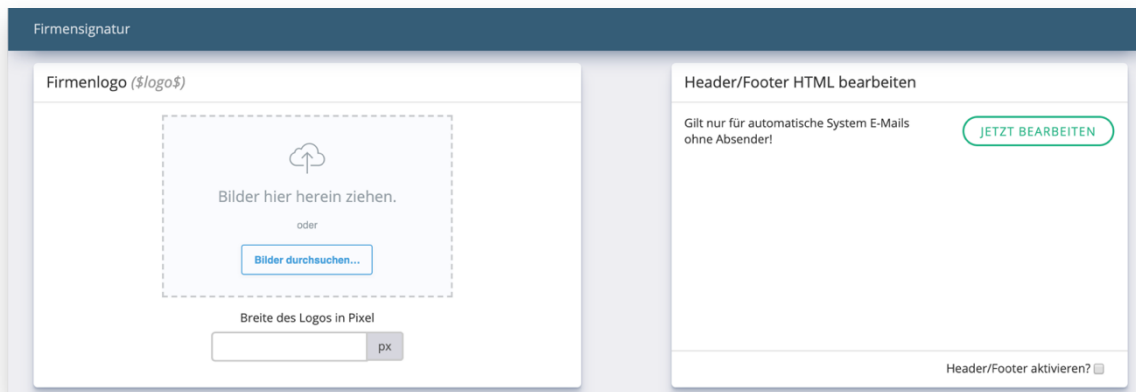 Firmensignatur
Firmenlogo ($logo$)
Bilder hier herein ziehen.
oder
Bilder durchsuchen...
Breite des Logos in Pixel
px
Header/Footer HTML bearbeiten
Gilt nur für automatische System E-Mails
ohne Absender!
JETZT BEARBEITEN
Header/Footer aktivieren?